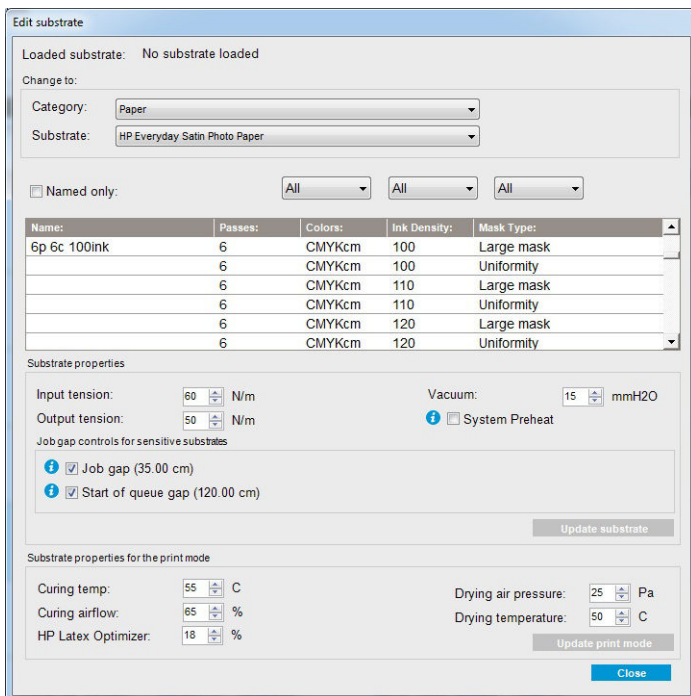 Edit substrate
Loaded substrate: No substrate loaded
Change to:
Category: Paper
Substrate: HP Everyday Satin Photo Paper
Named only: All All All
Name: Passes: Colors: Ink Density: Mask Type:
6p 6c 100ink 6 CMYKcm 100 Large mask
6 CMYKcm 100 Uniformity
6 CMYKcm 110 Large mask
6 CMYKcm 110 Uniformity
6 CMYKcm 120 Large mask
6 CMYKcm 120 Uniformity
Substrate properties
Input tension: 60 N/m Vacuum: 15 mmH2O
Output tension: 50 N/m System Preheat
Job gap controls for sensitive substrates
Job gap (35.00 cm)
Start of queue gap (120.00 cm)
Update substrate
Substrate properties for the print mode
Curing temp: 55 C Drying air pressure: 25 Pa
Curing airflow: 65 % Drying temperature: 50 C
HP Latex Optimizer: 18 % Update print mode
Close